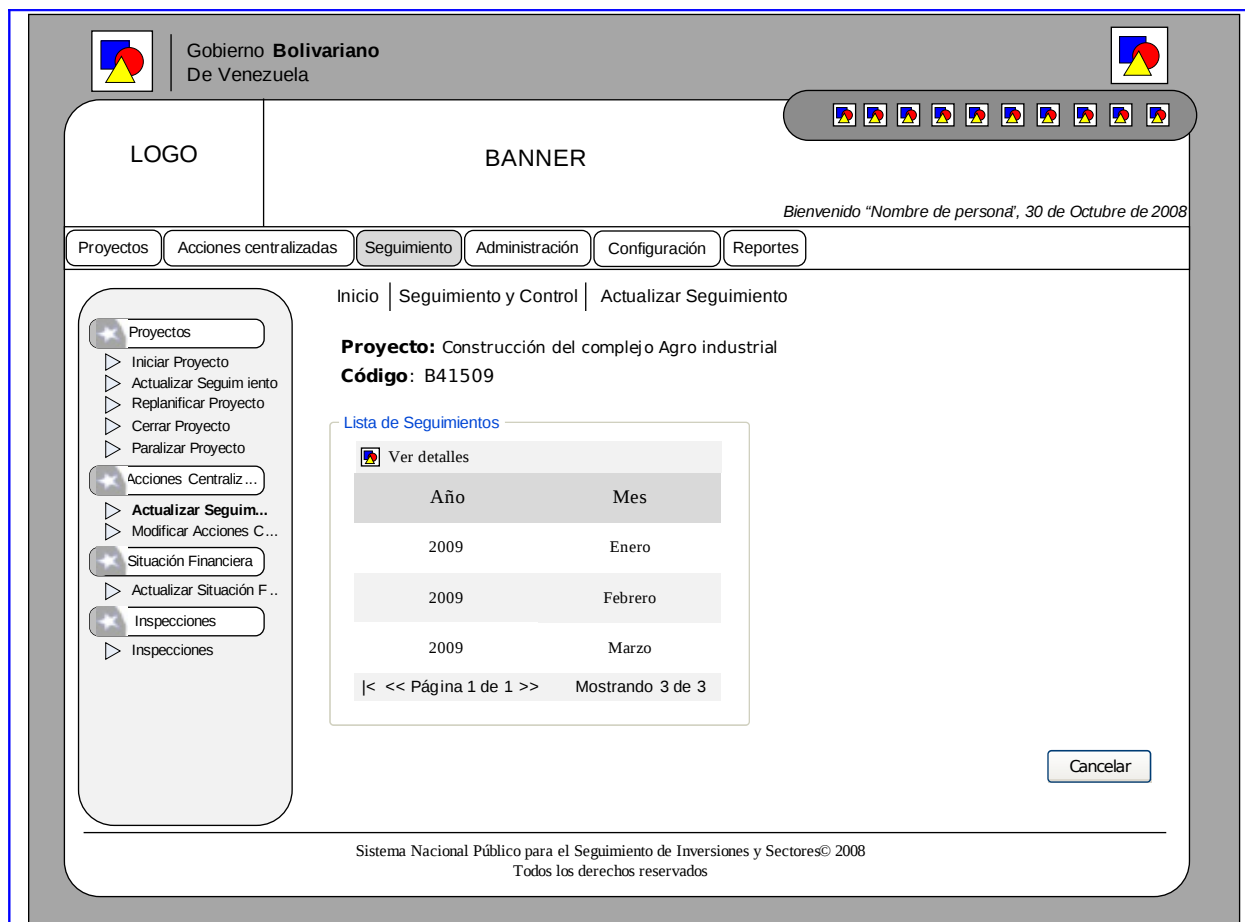 Gobierno Bolivariano
De Venezuela
LOGO
BANNER
Bienvenido “Nombre de persona”, 30 de Octubre de 2008
Proyectos Acciones centralizadas Seguimiento Administración Configuración Reportes
Inicio | Seguimiento y Control | Actualizar Seguimiento
Proyectos
Iniciar Proyecto
Actualizar Seguim iento
Replanificar Proyecto
Cerrar Proyecto
Paralizar Proyecto
Acciones Centraliz...
Actualizar Seguim...
Modificar Acciones C...
Situación Financiera
Actualizar Situación F..
Inspecciones
Inspecciones
Proyecto: Construcción del complejo Agro industrial
Código: B41509
Lista de Seguimientos
Ver detalles
Año Mes
2009 Enero
2009 Febrero
2009 Marzo
|< << Página 1 de 1 >> Mostrando 3 de 3
Cancelar
Sistema Nacional Público para el Seguimiento de Inversiones y Sectores© 2008
Todos los derechos reservados